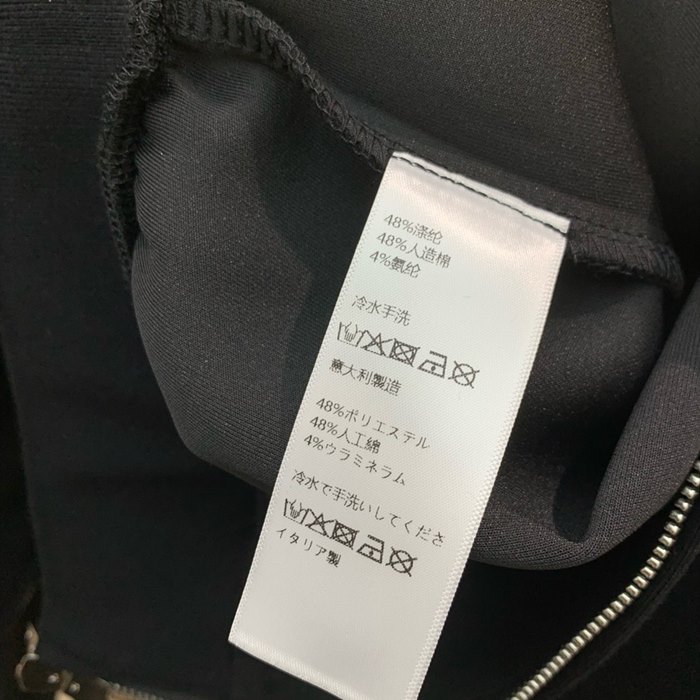 48%涤纶
48%人造棉
4%氨纶
冷水手洗
意大利製造
48%ポリエステル
48%人工綿
4%ウラミネラム
冷水で手洗いしてくださ
イタリア製